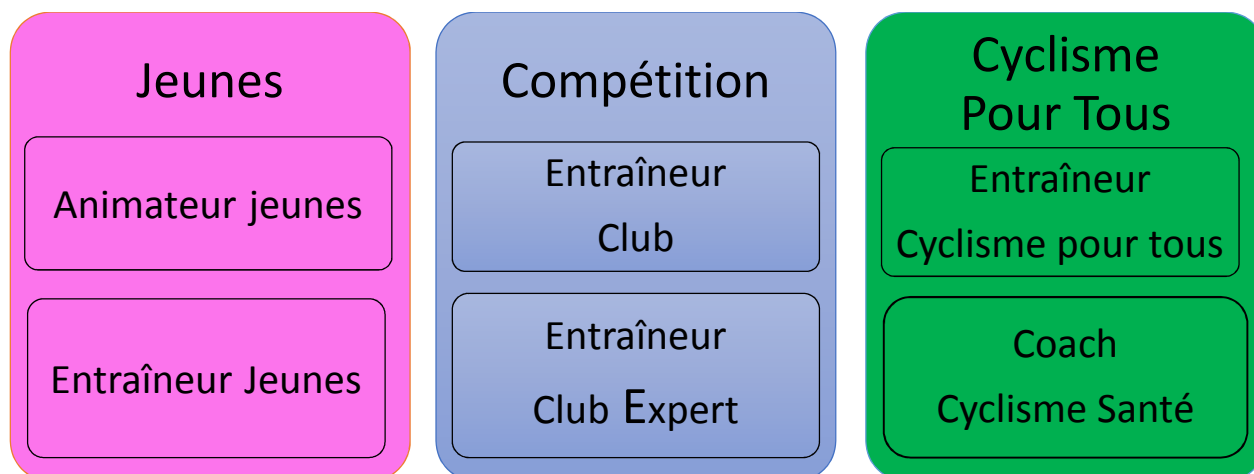 Jeunes
Animateur jeunes
Entraîneur Jeunes
Compétition
Entraîneur
Club
Entraîneur
Club Expert
Cyclisme
Pour Tous
Entraîneur
Cyclisme pour tous
Coach
Cyclisme Santé